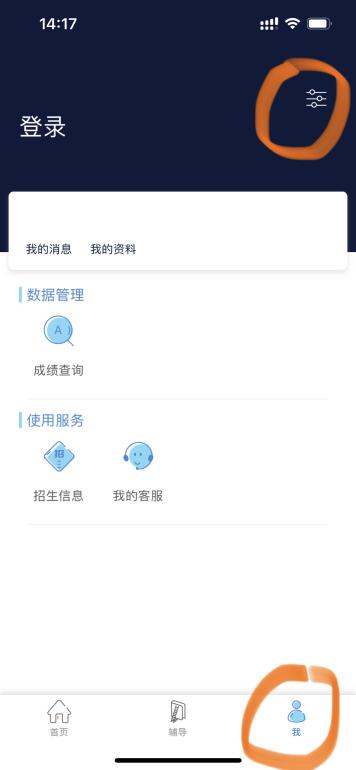 14:17
登录
我的消息 我的资料
数据管理
A
成绩查询
使用服务
招
招生信息 我的客服
首页 辅导 我